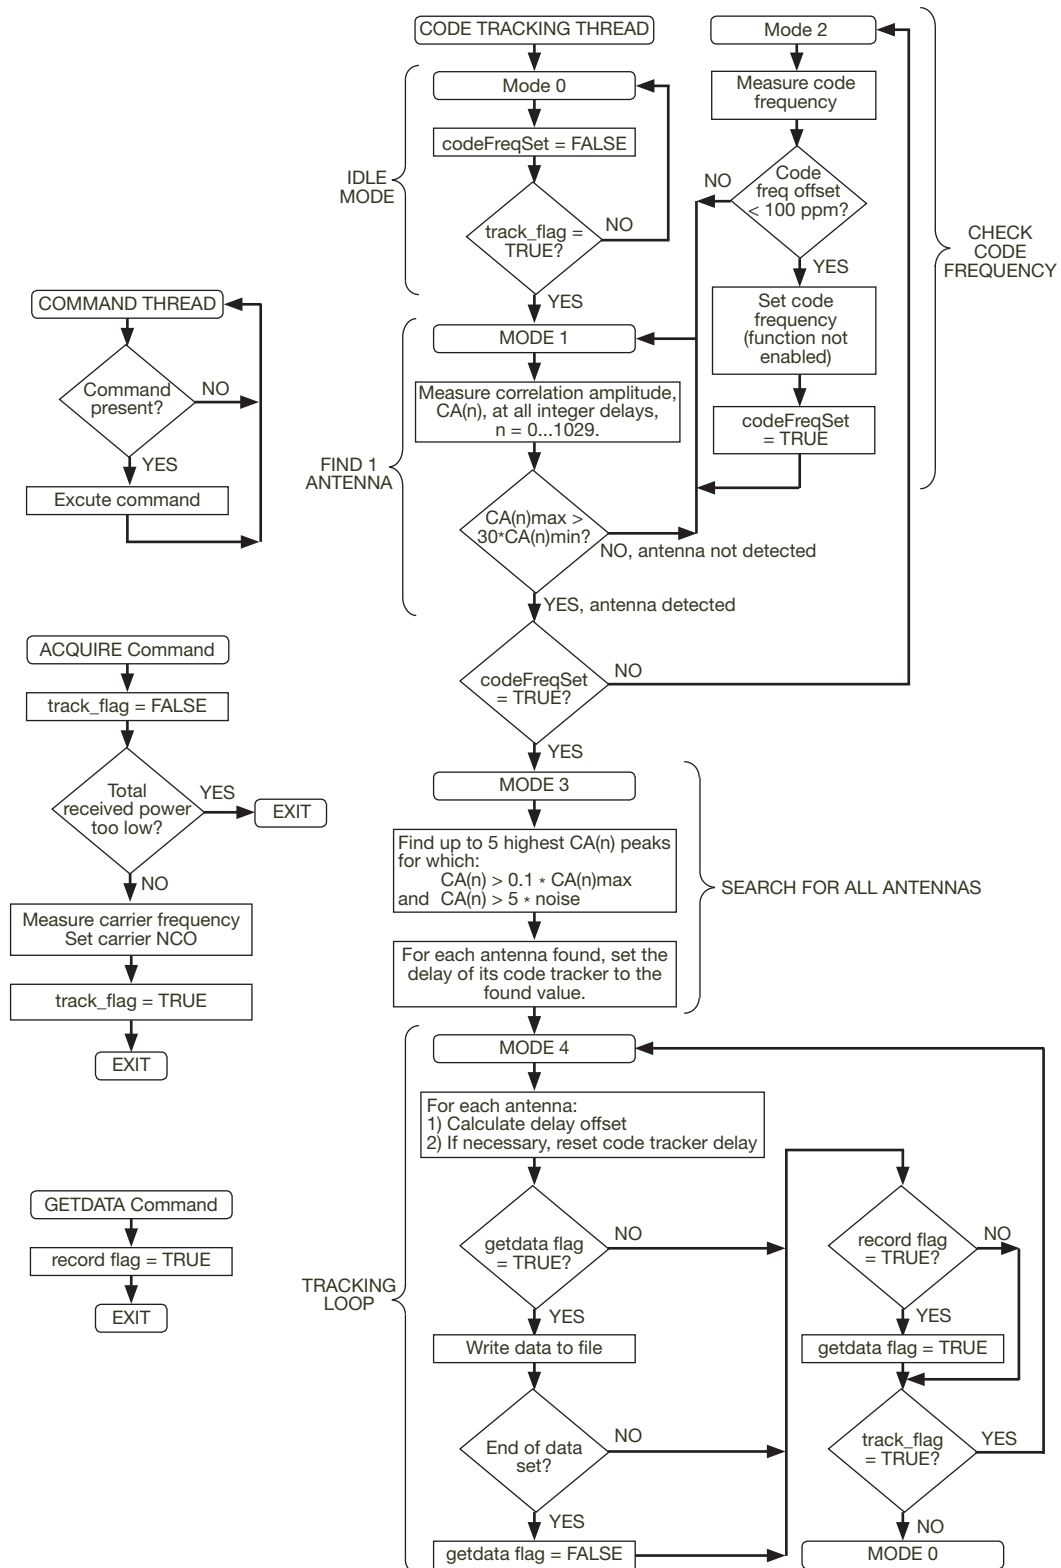 CODE TRACKING THREAD
Mode 0
codeFreqSet = FALSE
IDLE
MODE
track_flag =
TRUE?
NO
YES
MODE 1
Measure correlation amplitude,
CA(n), at all integer delays,
n = 0...1029.
FIND 1
ANTENNA
CA(n)max >
30*CA(n)min?
NO, antenna not detected
YES, antenna detected
codeFreqSet
= TRUE?
NO
YES
Mode 2
Measure code
frequency
Code
freq offset
< 100 ppm?
NO
YES
Set code
frequency
(function not
enabled)
codeFreqSet
= TRUE
CHECK
CODE
FREQUENCY
COMMAND THREAD
Command
present?
NO
YES
Excute command
ACQUIRE Command
track_flag = FALSE
Total
received power
too low?
YES
EXIT
NO
Measure carrier frequency
Set carrier NCO
track_flag = TRUE
EXIT
GETDATA Command
record flag = TRUE
EXIT
MODE 3
Find up to 5 highest CA(n) peaks
for which:
CA(n) > 0.1 * CA(n)max
and CA(n) > 5 * noise
For each antenna found, set the
delay of its code tracker to the
found value.
SEARCH FOR ALL ANTENNAS
MODE 4
For each antenna:
1) Calculate delay offset
2) If necessary, reset code tracker delay
TRACKING
LOOP
getdata flag
= TRUE?
NO
YES
Write data to file
End of data
set?
NO
YES
getdata flag = FALSE
record flag
= TRUE?
NO
YES
getdata flag = TRUE
track_flag
= TRUE?
YES
NO
MODE 0